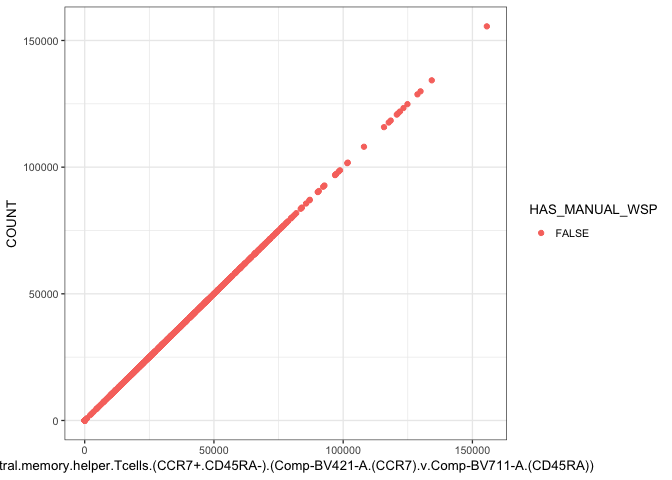 150000
100000
50000
0
COUNT
0 50000 100000 150000
tral.memory.helper.Tcells.(CCR7+.CD45RA-).(Comp-BV421-A.(CCR7).v.Comp-BV711-A.(CD45RA))
HAS_MANUAL_WSP
FALSE